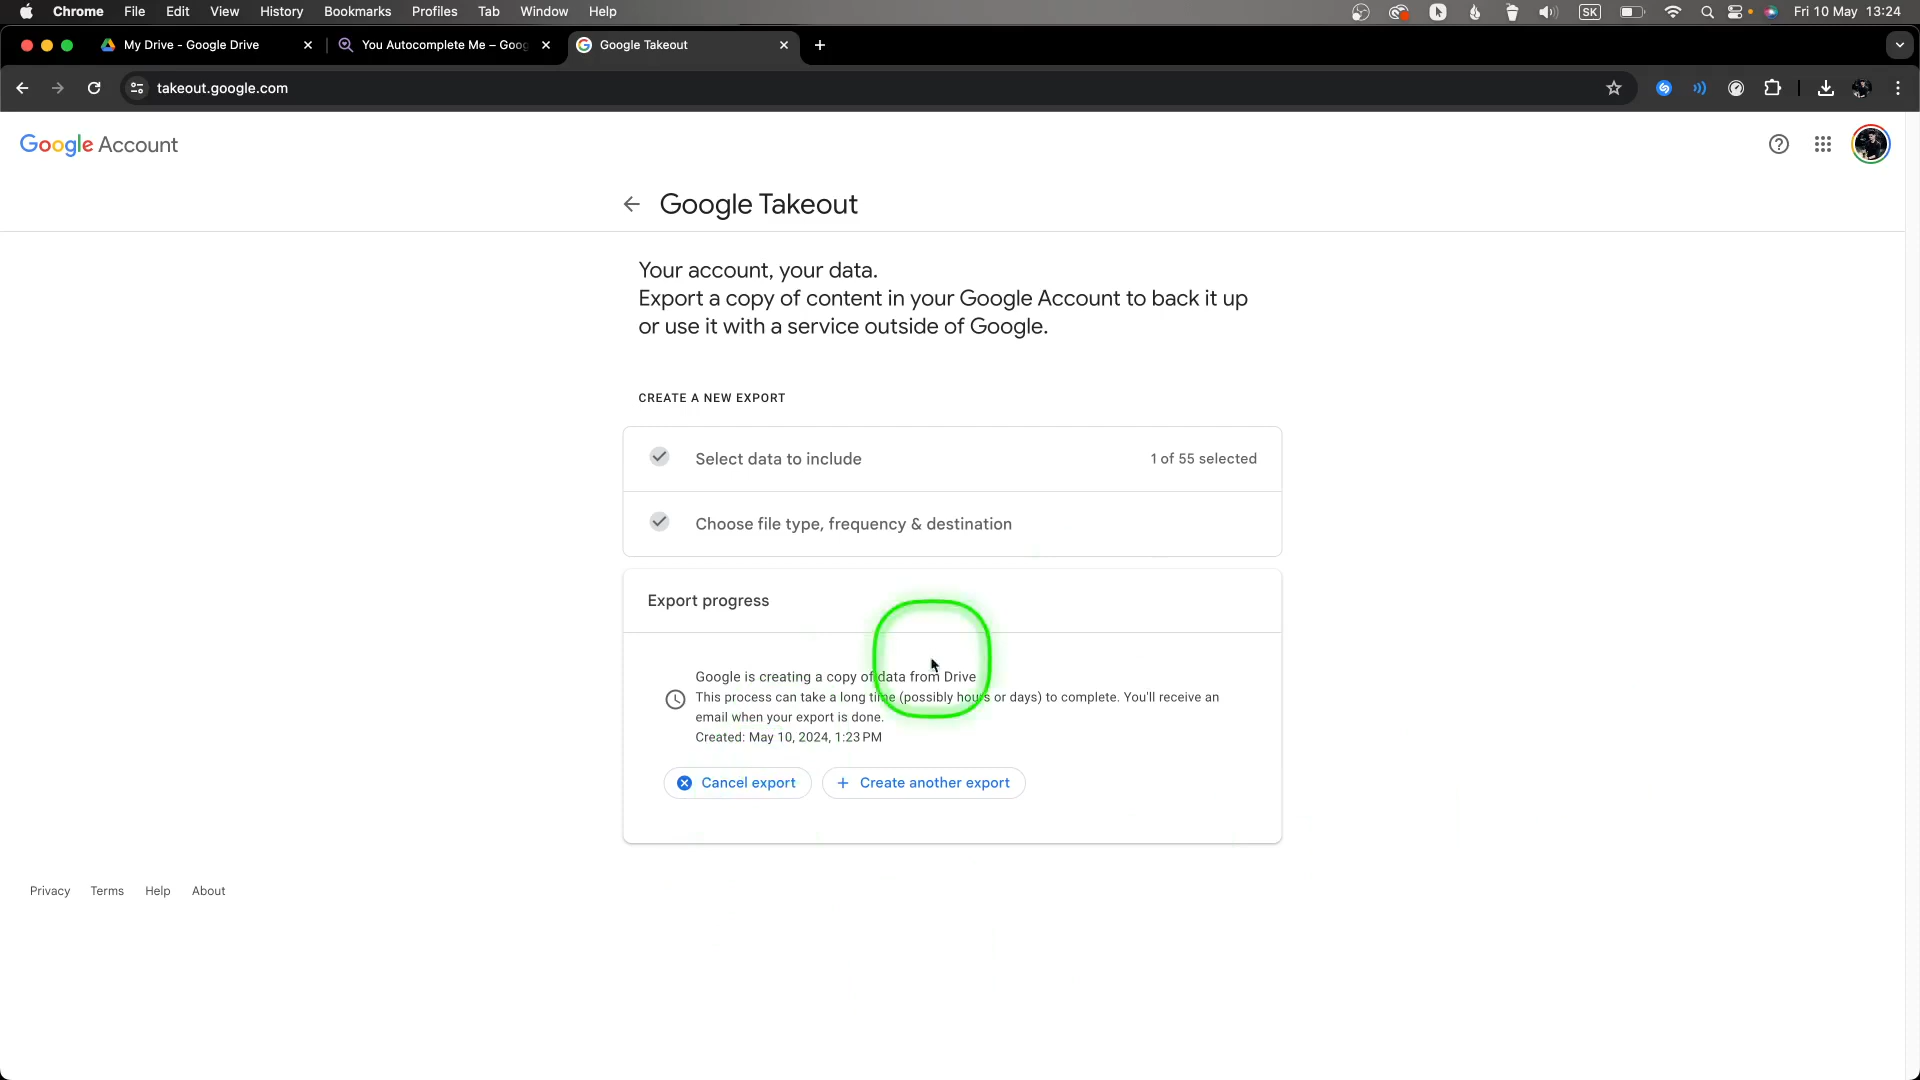 Chrome File Edit View History Bookmarks Profiles Tab Window Help SK Fri 10 May 13:24
My Drive - Google Drive You Autocomplete Me – Goog Google Takeout
takeout.google.com
Google Account
Google Takeout
Your account, your data.
Export a copy of content in your Google Account to back it up
or use it with a service outside of Google.
CREATE A NEW EXPORT
Select data to include 1 of 55 selected
Choose file type, frequency & destination
Export progress
Google is creating a copy of data from Drive
This process can take a long time (possibly hours or days) to complete. You'll receive an
email when your export is done.
Created: May 10, 2024, 1:23 PM
Cancel export Create another export
Privacy Terms Help About